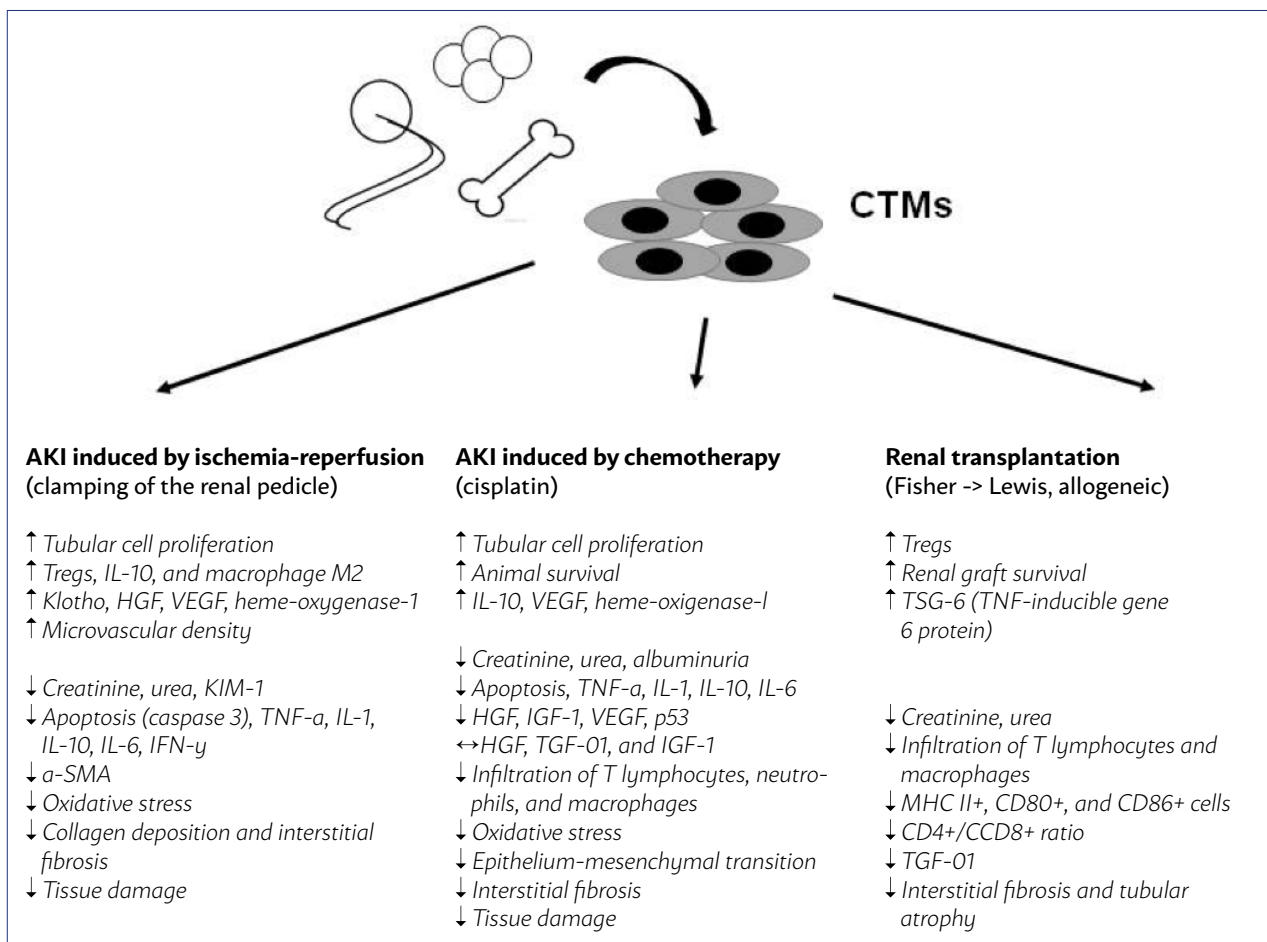 CTMs
AKI induced by ischemia-reperfusion
(clamping of the renal pedicle)
↑ Tubular cell proliferation
↑ Tregs, IL-10, and macrophage M2
↑ Klotho, HGF, VEGF, heme-oxygenase-1
↑ Microvascular density
↓ Creatinine, urea, KIM-1
↓ Apoptosis (caspase 3), TNF-a, IL-1,
IL-10, IL-6, IFN-y
↓ a-SMA
↓ Oxidative stress
↓ Collagen deposition and interstitial
fibrosis
↓ Tissue damage
AKI induced by chemotherapy
(cisplatin)
↑ Tubular cell proliferation
↑ Animal survival
↑ IL-10, VEGF, heme-oxigenase-l
↓ Creatinine, urea, albuminuria
↓ Apoptosis, TNF-a, IL-1, IL-10, IL-6
↓ HGF, IGF-1, VEGF, p53
↔HGF, TGF-01, and IGF-1
↓ Infiltration of T lymphocytes, neutro-
phils, and macrophages
↓ Oxidative stress
↓ Epithelium-mesenchymal transition
↓ Interstitial fibrosis
↓ Tissue damage
Renal transplantation
(Fisher -> Lewis, allogeneic)
↑ Tregs
↑ Renal graft survival
↑ TSG-6 (TNF-inducible gene
6 protein)
↓ Creatinine, urea
↓ Infiltration of T lymphocytes and
macrophages
↓ MHC II+, CD80+, and CD86+ cells
↓ CD4+/CCD8+ ratio
↓ TGF-01
↓ Interstitial fibrosis and tubular
atrophy